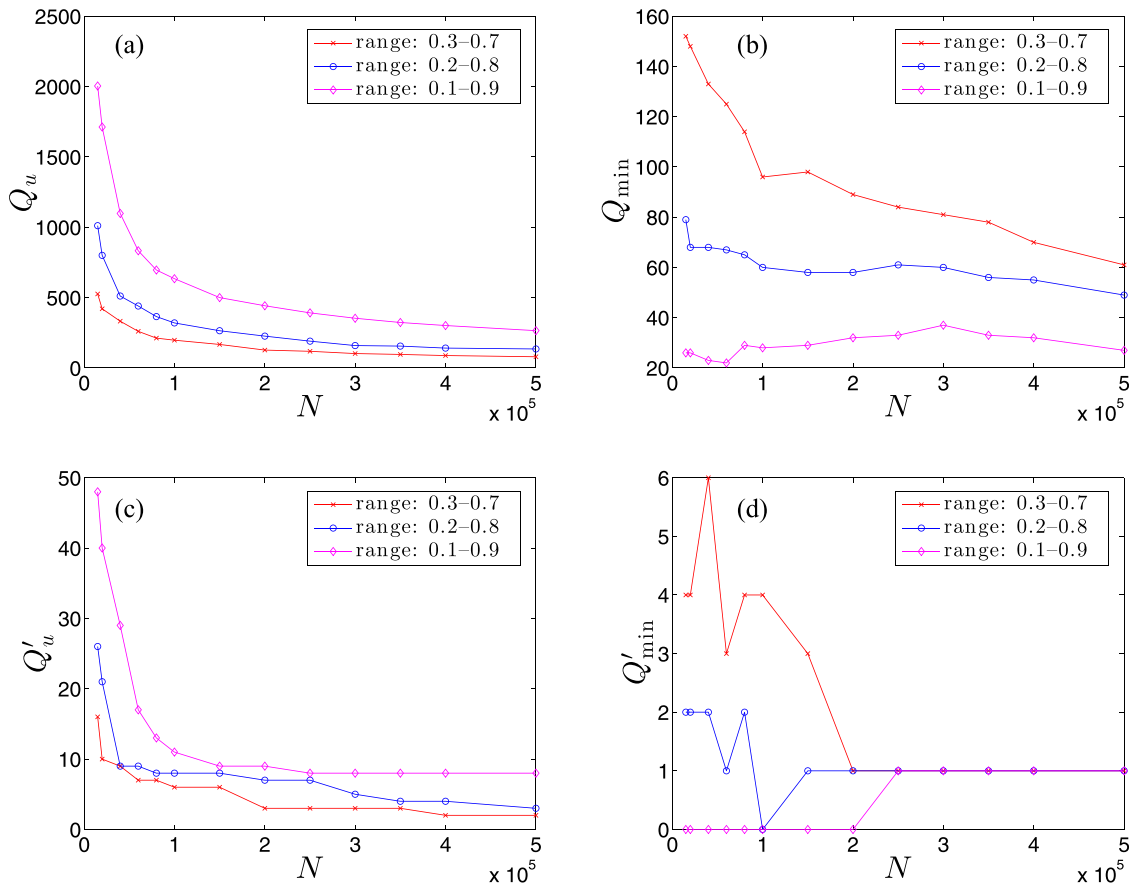 (a)
range: 0.3–0.7
range: 0.2–0.8
range: 0.1–0.9
2500
2000
1500
1000
500
0
Q_u
0 1 2 3 4 5
N
x 10^5
(b)
range: 0.3–0.7
range: 0.2–0.8
range: 0.1–0.9
160
140
120
100
80
60
40
20
Q_min
0 1 2 3 4 5
N
x 10^5
(c)
range: 0.3–0.7
range: 0.2–0.8
range: 0.1–0.9
50
40
30
20
10
0
Q′_u
0 1 2 3 4 5
N
x 10^5
(d)
range: 0.3–0.7
range: 0.2–0.8
range: 0.1–0.9
6
5
4
3
2
1
0
Q′_min
0 1 2 3 4 5
N
x 10^5